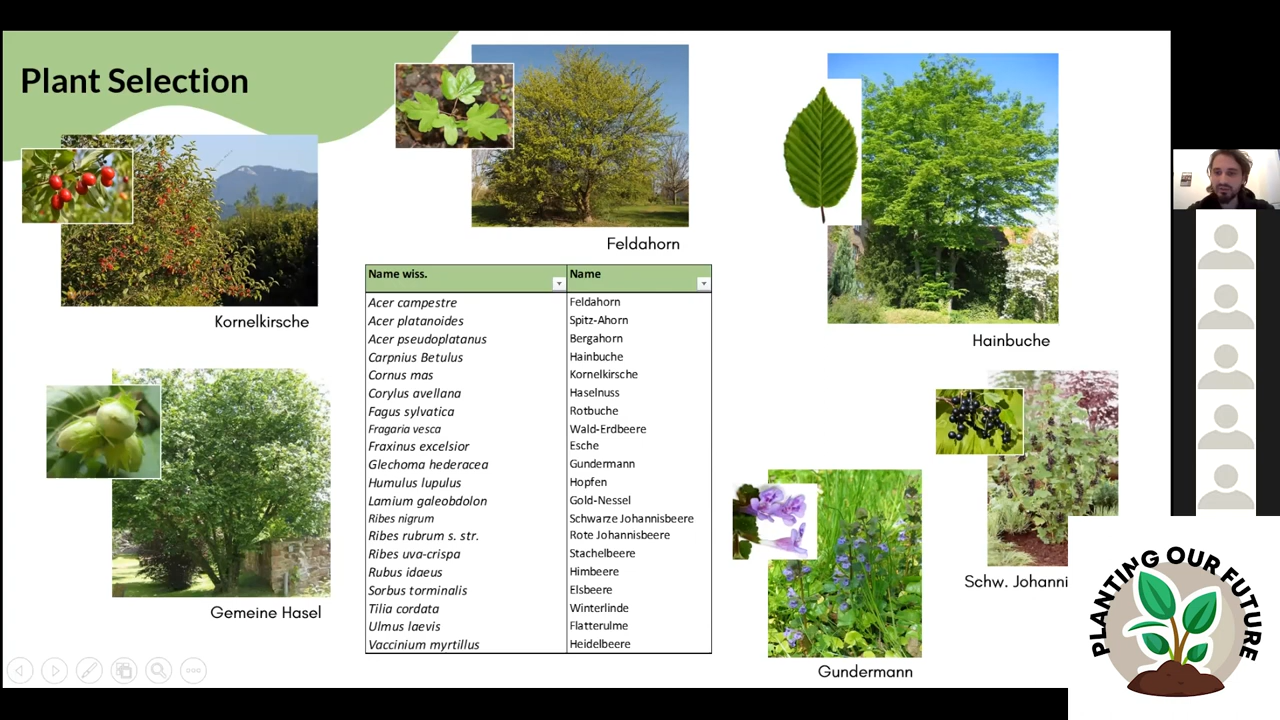 Plant Selection
Feldahorn
Kornelkirsche
Hainbuche
Name wiss. Name
Acer campestre Feldahorn
Acer platanoides Spitz-Ahorn
Acer pseudoplatanus Bergahorn
Carpnius Betulus Hainbuche
Cornus mas Kornelkirsche
Corylus avellana Haselnuss
Fagus sylvatica Rotbuche
Fragaria vesca Wald-Erdbeere
Fraxinus excelsior Esche
Glechoma hederacea Gundermann
Humulus lupulus Hopfen
Lamium galeobdolon Gold-Nessel
Ribes nigrum Schwarze Johannisbeere
Ribes rubrum s. str. Rote Johannisbeere
Ribes uva-crispa Stachelbeere
Rubus idaeus Himbeere
Sorbus torminalis Elsbeere
Tilia cordata Winterlinde
Ulmus laevis Flatterulme
Vaccinium myrtillus Heidelbeere
Gemeine Hasel
Schw. Johanni
Gundermann
PLANTING OUR FUTURE